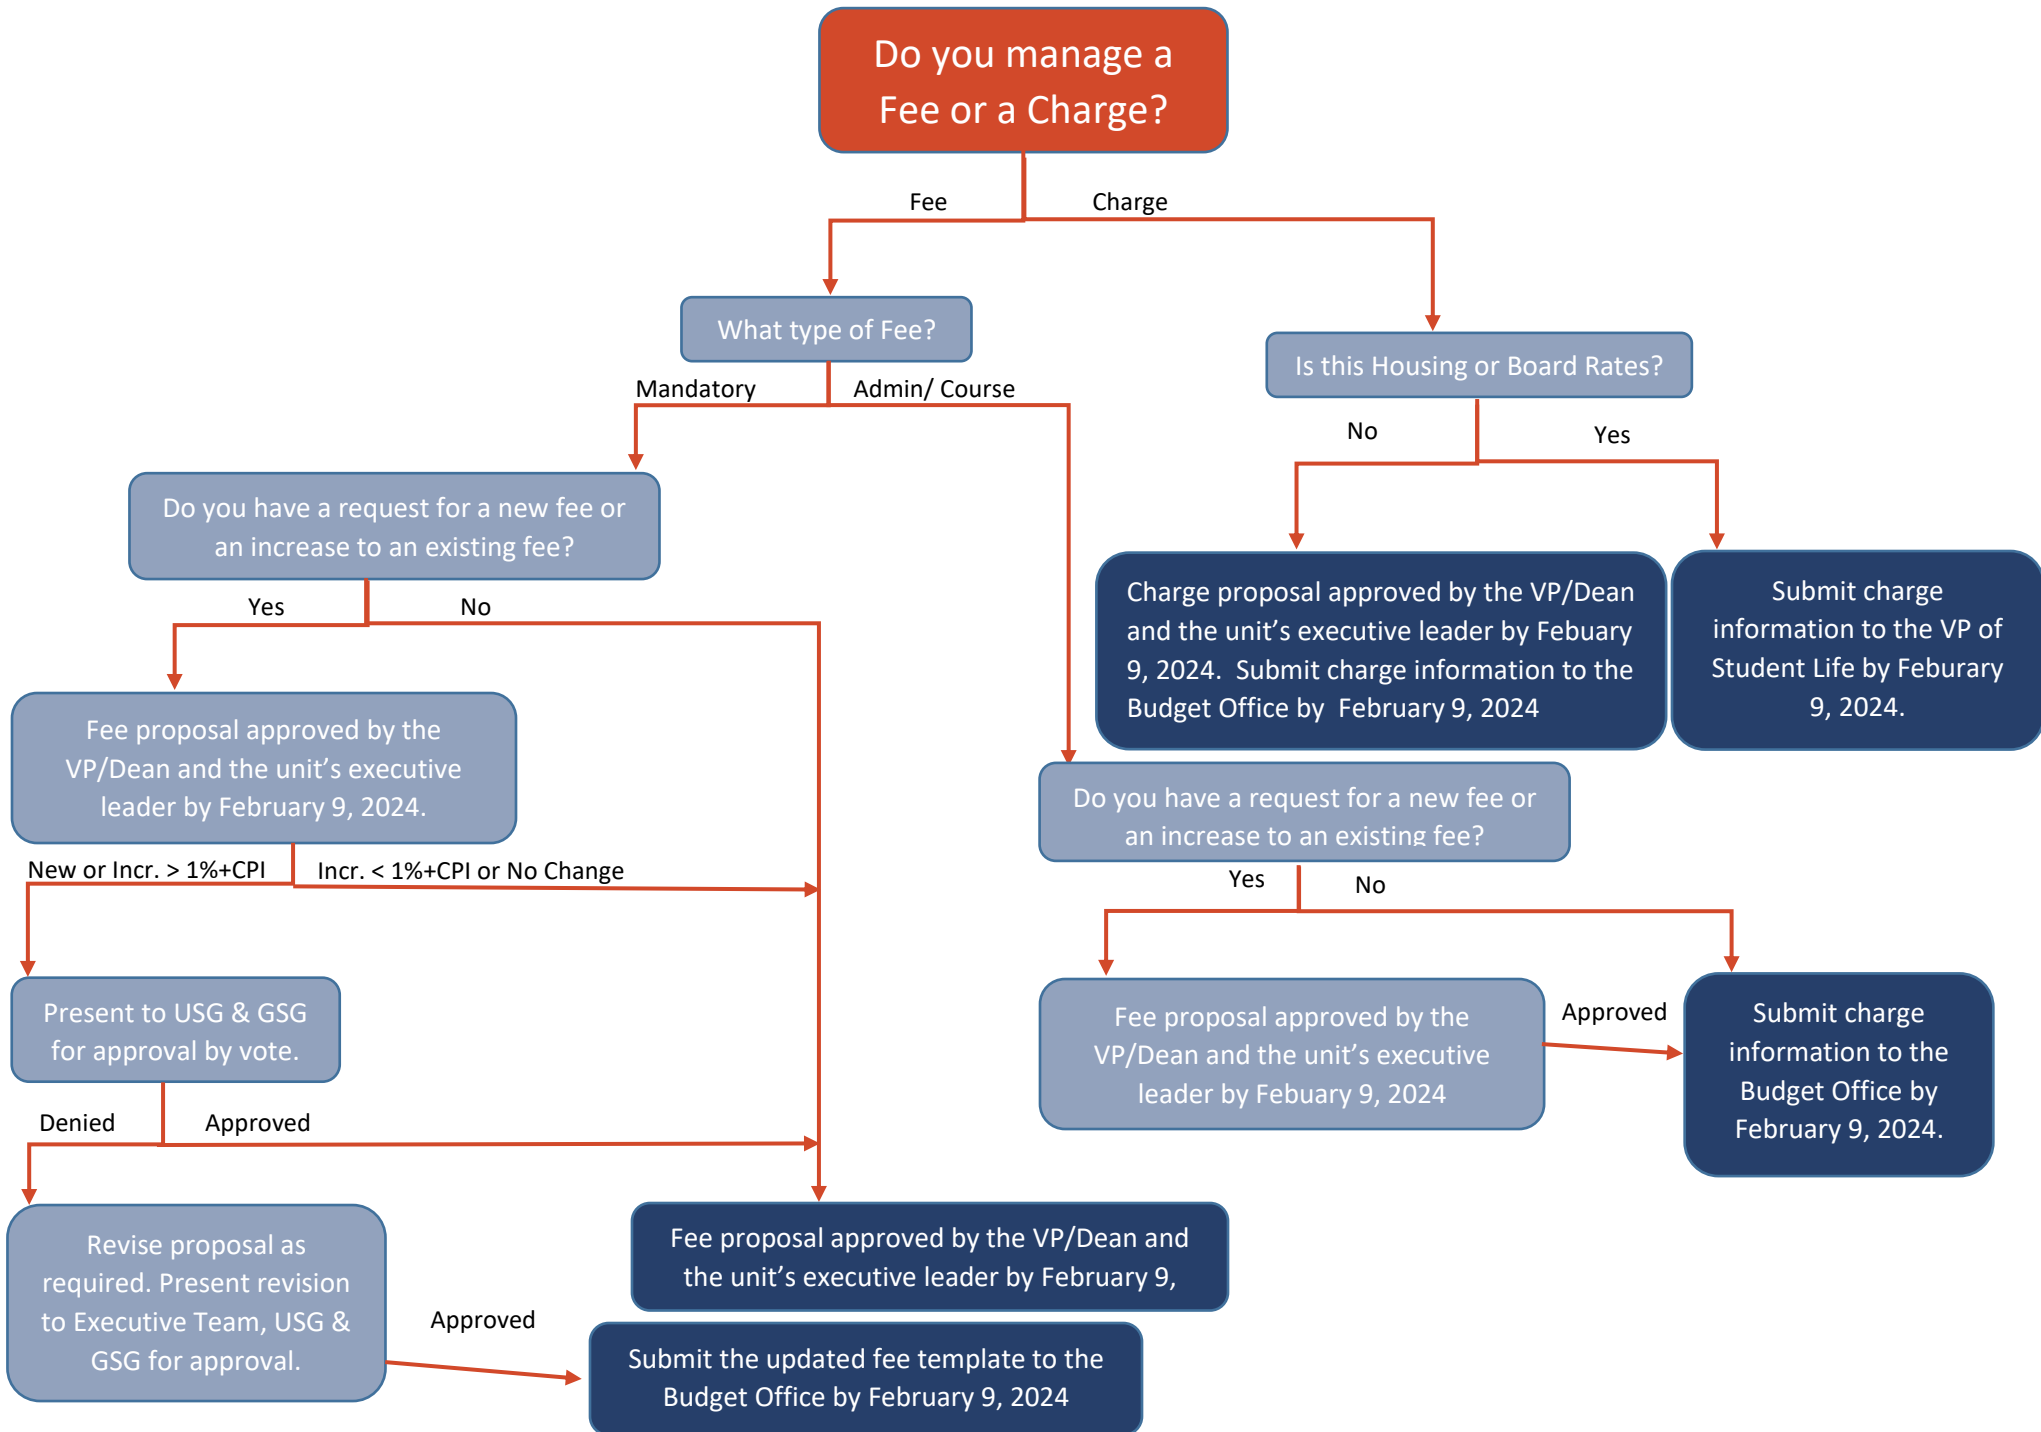 Do you manage a
Fee or a Charge?
Fee
Charge
What type of Fee?
Is this Housing or Board Rates?
Mandatory
Admin/ Course
No
Yes
Do you have a request for a new fee or
an increase to an existing fee?
Yes
No
Charge proposal approved by the VP/Dean
and the unit’s executive leader by Febuary
9, 2024.  Submit charge information to the
Budget Office by  February 9, 2024
Submit charge
information to the VP of
Student Life by Feburary
9, 2024.
Fee proposal approved by the
VP/Dean and the unit’s executive
leader by February 9, 2024.
Do you have a request for a new fee or
an increase to an existing fee?
New or Incr. > 1%+CPI
Incr. < 1%+CPI or No Change
Yes
No
Present to USG & GSG
for approval by vote.
Fee proposal approved by the
VP/Dean and the unit’s executive
leader by Febuary 9, 2024
Approved
Submit charge
information to the
Budget Office by
February 9, 2024.
Denied
Approved
Revise proposal as
required. Present revision
to Executive Team, USG &
GSG for approval.
Approved
Fee proposal approved by the VP/Dean and
the unit’s executive leader by February 9,
Submit the updated fee template to the
Budget Office by February 9, 2024